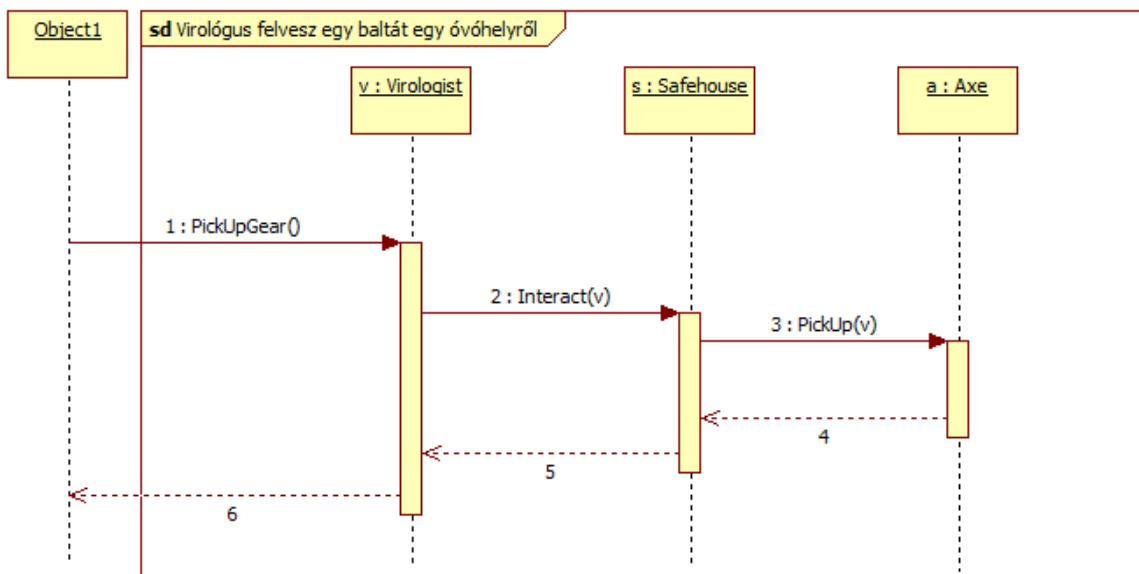 Object1
sd Virológus felvesz egy baltát egy óvóhelyről
v : Virologist
s : Safehouse
a : Axe
1 : PickUpGear()
2 : Interact(v)
3 : PickUp(v)
4
5
6